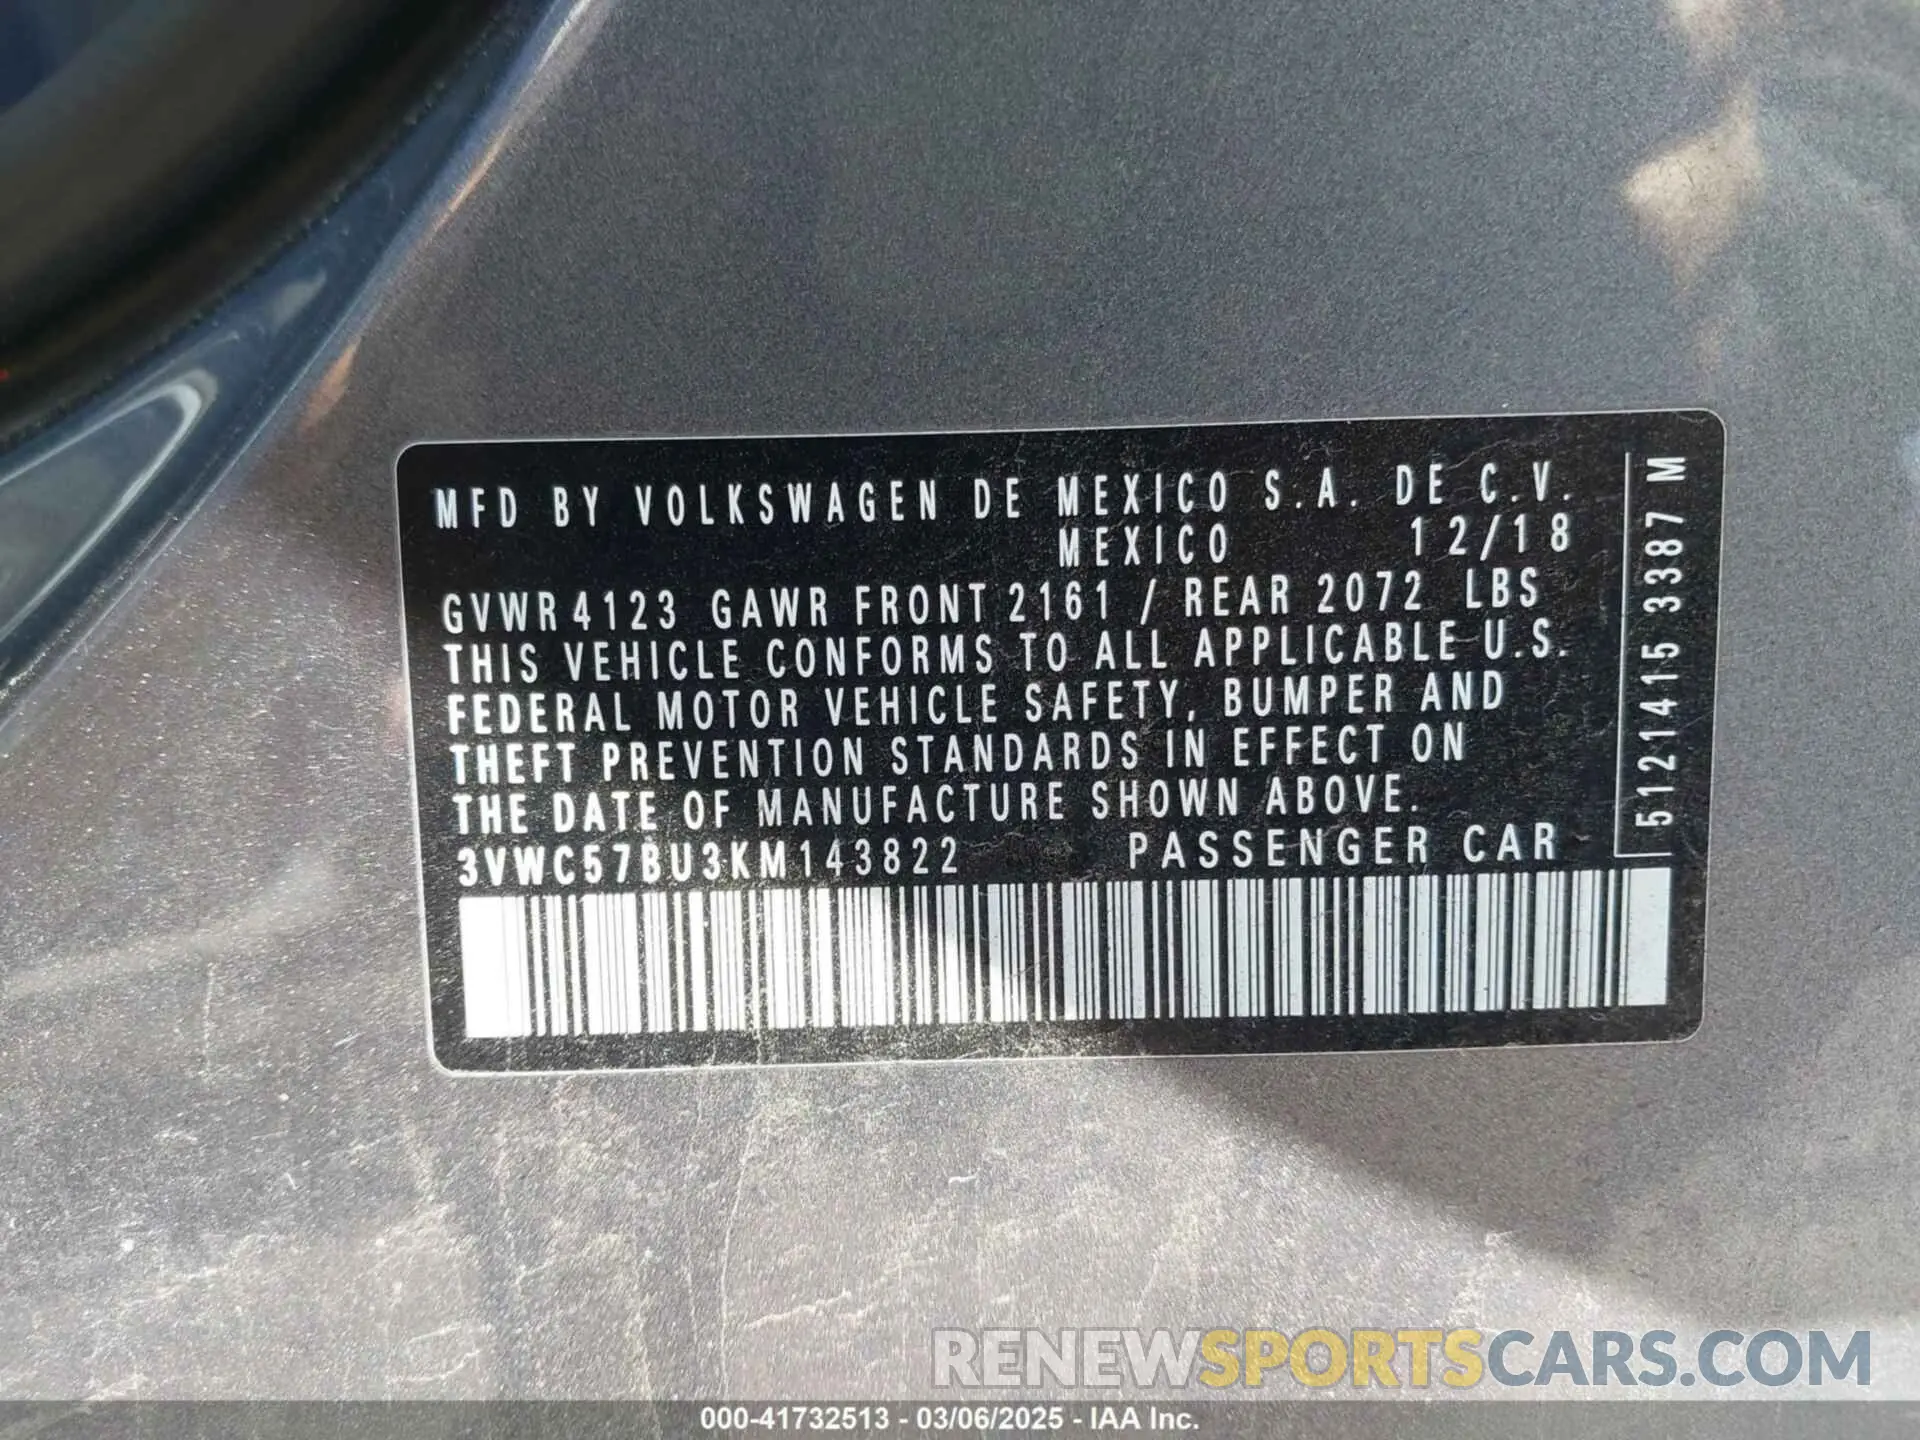 MFD BY VOLKSWAGEN DE MEXICO S.A. DE C.V.
MEXICO 12/18
GVWR 4123 GAWR FRONT 2161 / REAR 2072 LBS
THIS VEHICLE CONFORMS TO ALL APPLICABLE U.S.
FEDERAL MOTOR VEHICLE SAFETY, BUMPER AND
THEFT PREVENTION STANDARDS IN EFFECT ON
THE DATE OF MANUFACTURE SHOWN ABOVE.
3VWC57BU3KM143822 PASSENGER CAR
5121415 3387 M
RENEWSPORTSCARS.COM
000-41732513 - 03/06/2025 - IAA Inc.